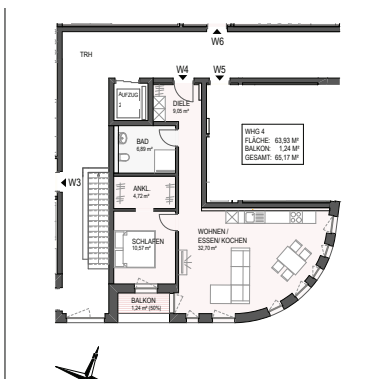 W6
TRH
W4 W5
AUFZUG
2
DIELE
9,05 m²
WHG 4
FLÄCHE: 63,93 M²
BALKON: 1,24 M²
GESAMT: 65,17 M²
BAD
6,89 m²
W3
ANKL.
4,72 m²
WOHNEN /
ESSEN/ KOCHEN
32,70 m²
SCHLAFEN
10,57 m²
BALKON
1,24 m² (50%)